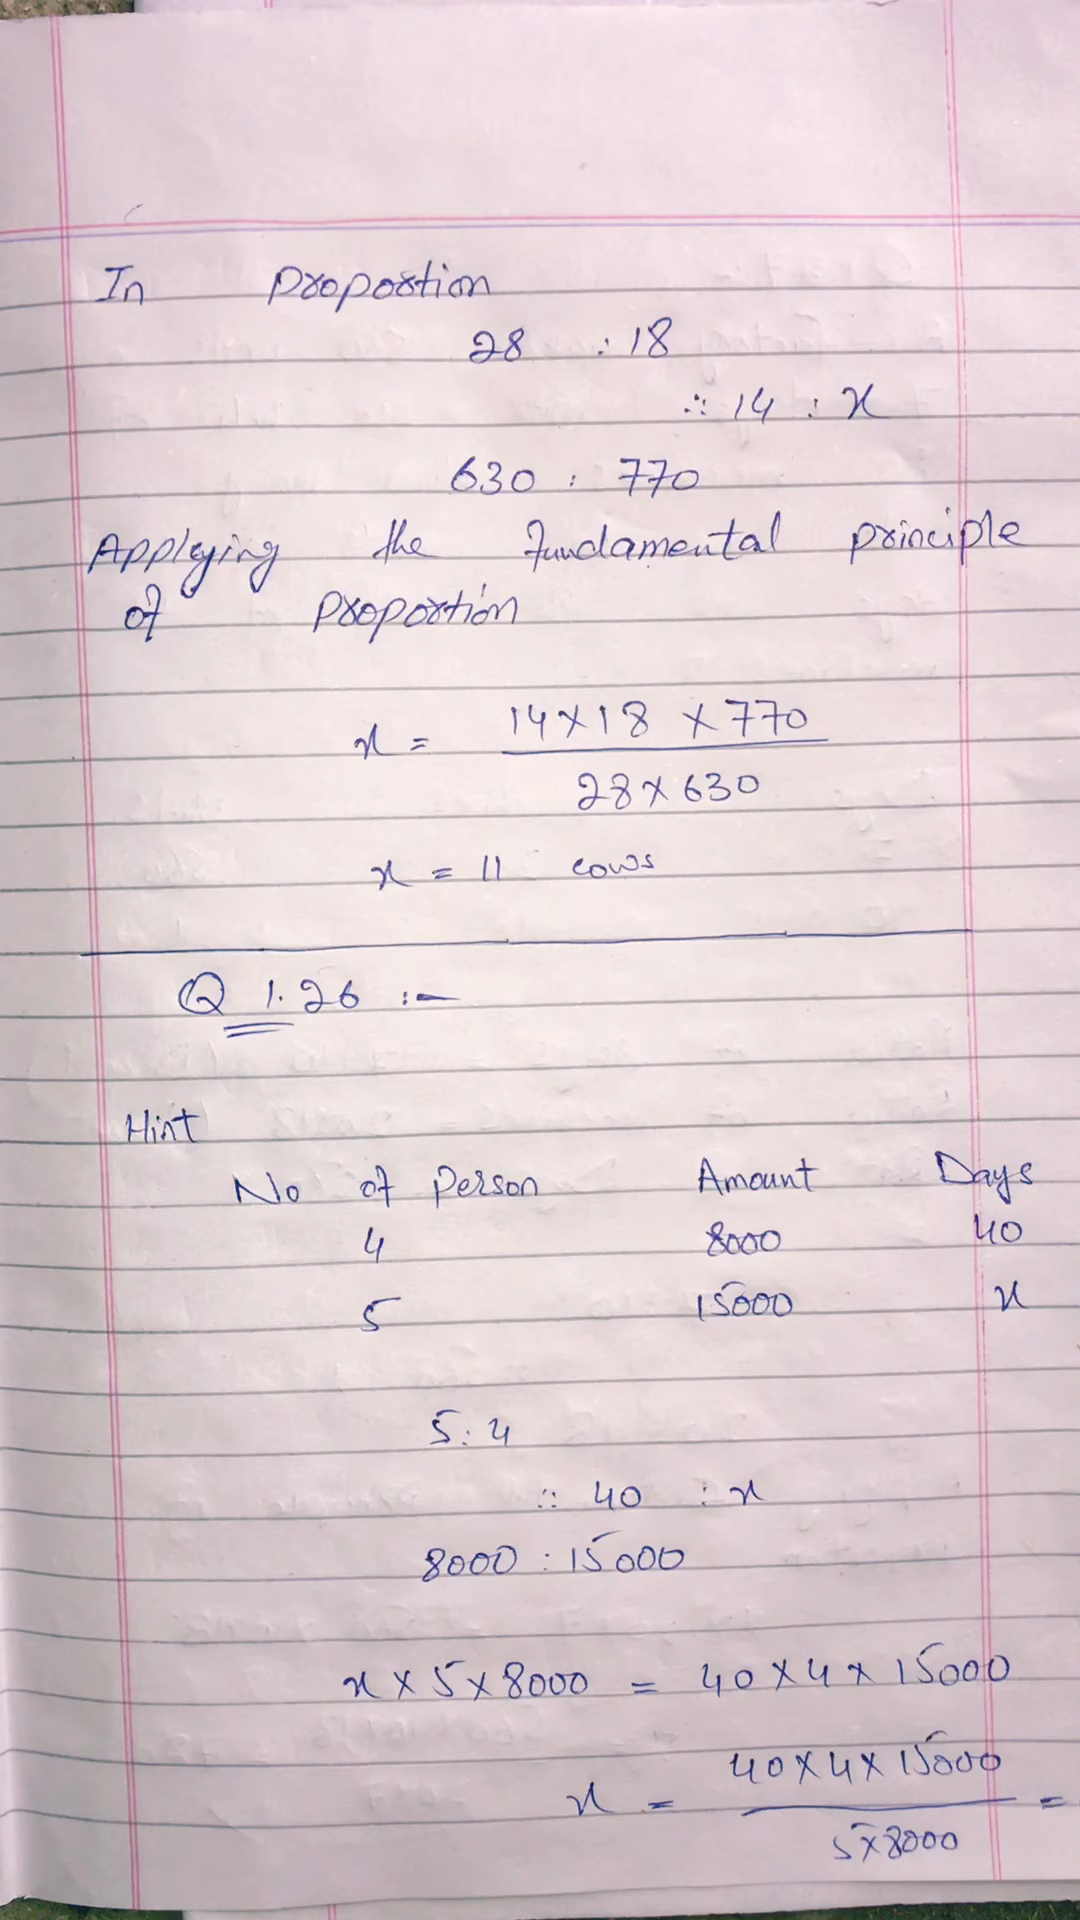 In Proportion
28 : 18
:: 14 : x
630 : 770
Applying the fundamental principle
of Proportion
x = 14 x 18 x 770 / 28 x 630
x = 11 cows
Q 1.26 :-
Hint
No of Person Amount Days
4 8000 40
5 15000 x
5 : 4
:: 40 : x
8000 : 15000
x x 5 x 8000 = 40 x 4 x 15000
x = 40 x 4 x 15000 / 5 x 8000 =